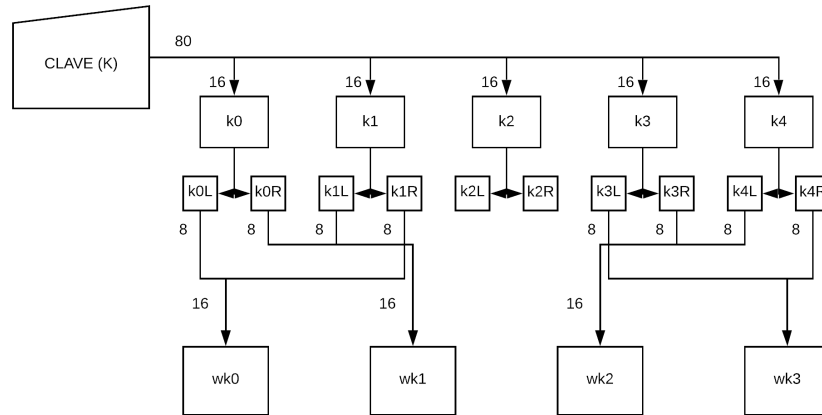 80
CLAVE (K)
16 16 16 16 16
k0 k1 k2 k3 k4
k0L k0R k1L k1R k2L k2R k3L k3R k4L k4R
8 8 8 8 8 8 8 8
16 16 16
wk0 wk1 wk2 wk3